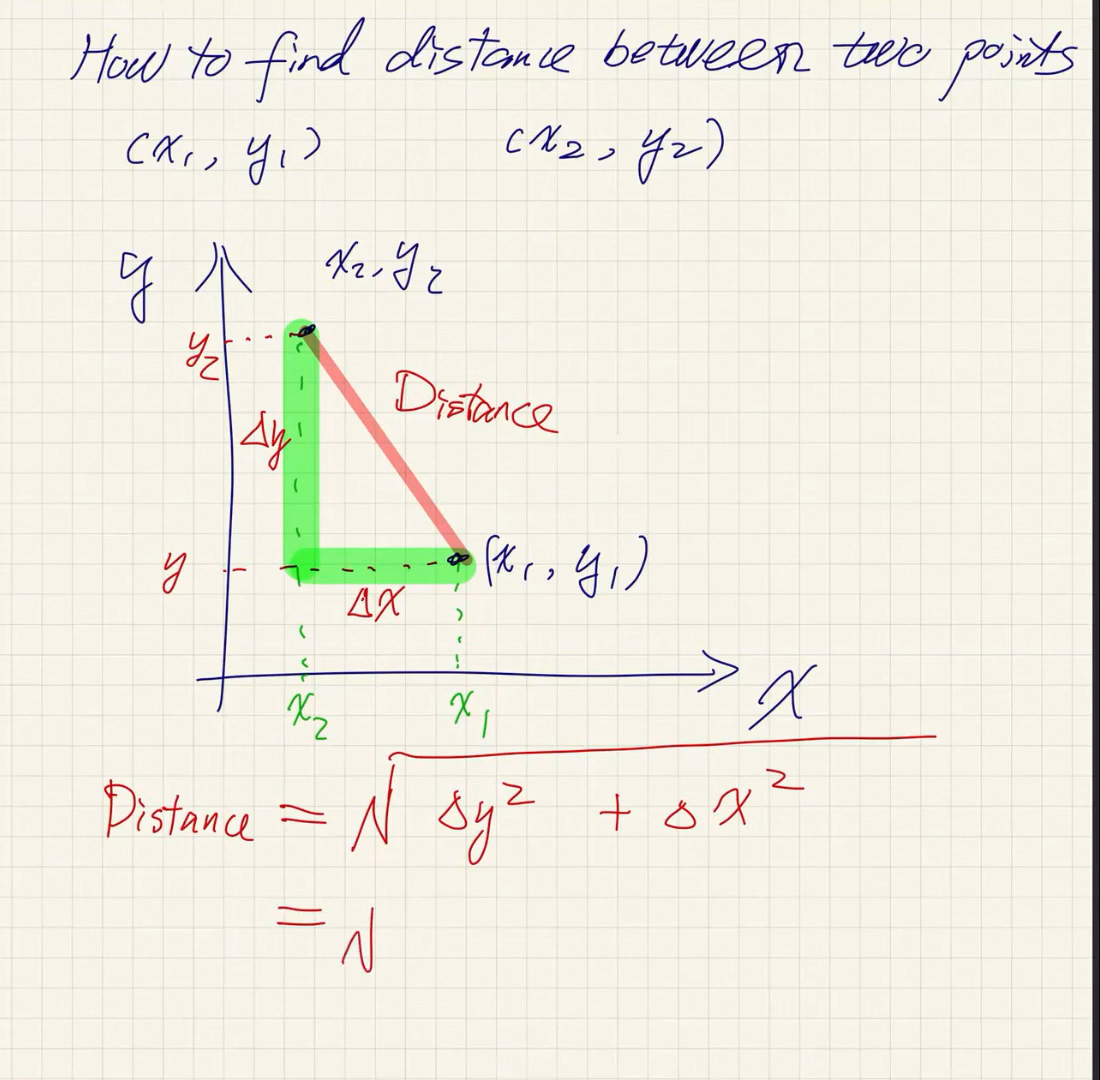 How to find distance between two points
(x₁, y₁) (x₂, y₂)
y
x₂, y₂
y₂
Distance
Δy
y
(x₁, y₁)
Δx
x₂ x₁
X
Distance = √ Δy² + Δx²
= √